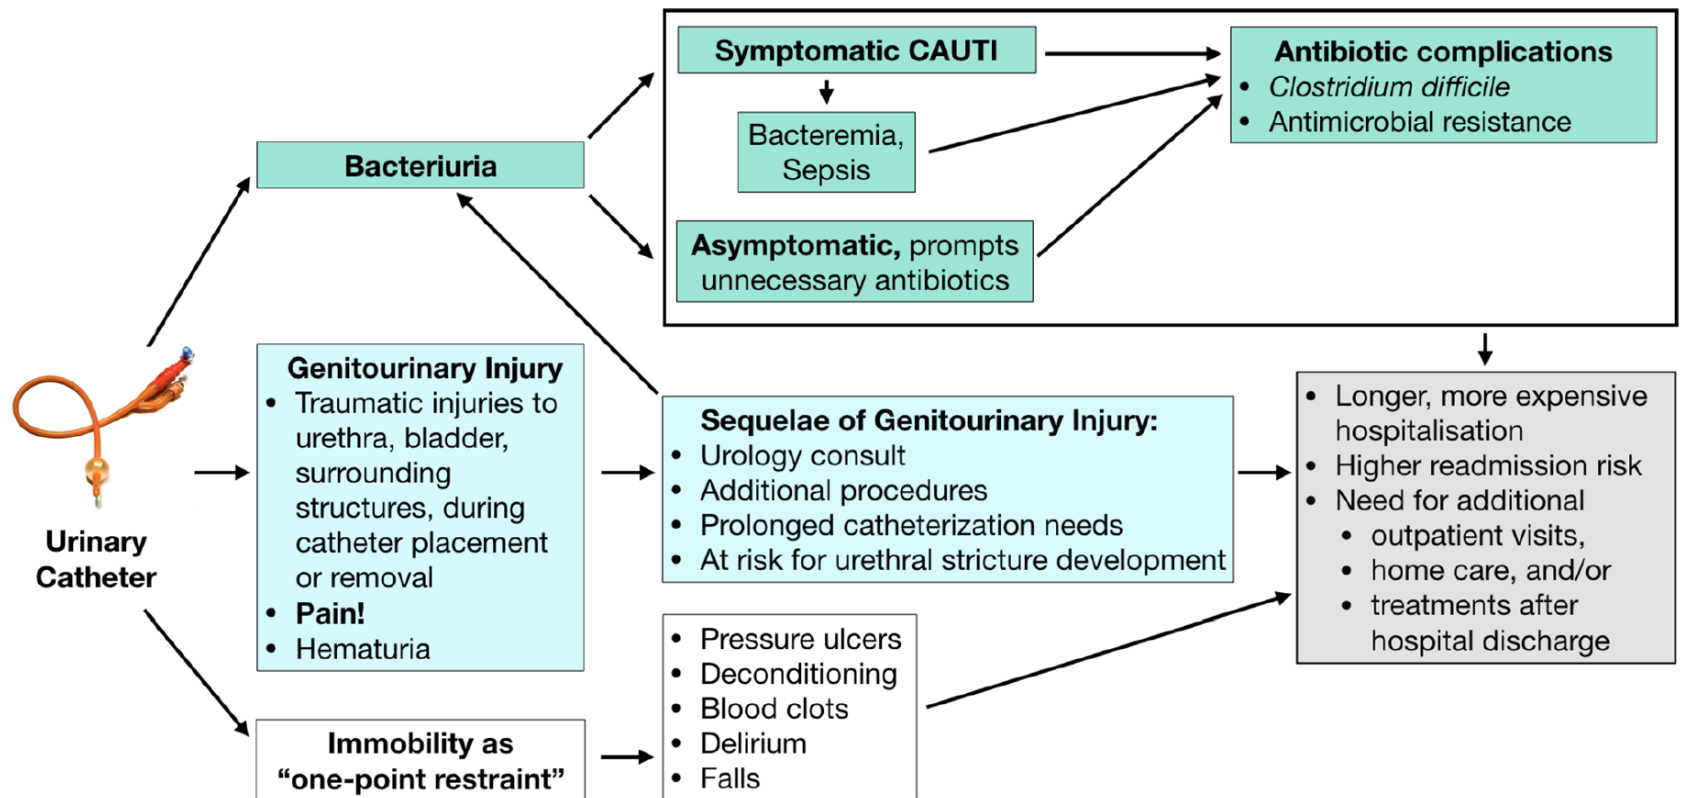 Symptomatic CAUTI
Bacteremia,
Sepsis
Asymptomatic, prompts
unnecessary antibiotics
Antibiotic complications
• Clostridium difficile
• Antimicrobial resistance
Bacteriuria
Urinary
Catheter
Genitourinary Injury
• Traumatic injuries to
urethra, bladder,
surrounding
structures, during
catheter placement
or removal
• Pain!
• Hematuria
Sequelae of Genitourinary Injury:
• Urology consult
• Additional procedures
• Prolonged catheterization needs
• At risk for urethral stricture development
• Longer, more expensive
hospitalisation
• Higher readmission risk
• Need for additional
• outpatient visits,
• home care, and/or
• treatments after
hospital discharge
Immobility as
“one-point restraint”
• Pressure ulcers
• Deconditioning
• Blood clots
• Delirium
• Falls